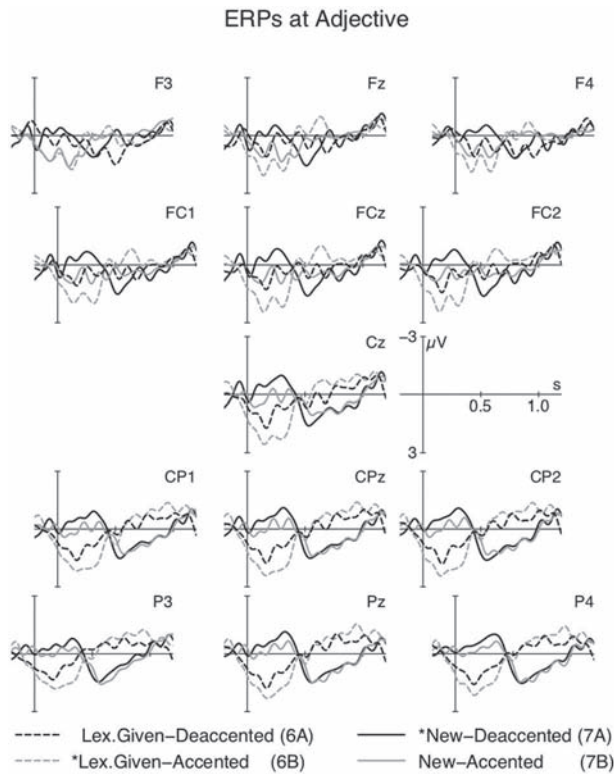 ERPs at Adjective
F3 Fz F4
FC1 FCz FC2
Cz
−3
µV
s
0.5 1.0
3
CP1 CPz CP2
P3 Pz P4
Lex.Given−Deaccented (6A) *New−Deaccented (7A)
*Lex.Given−Accented (6B) New−Accented (7B)